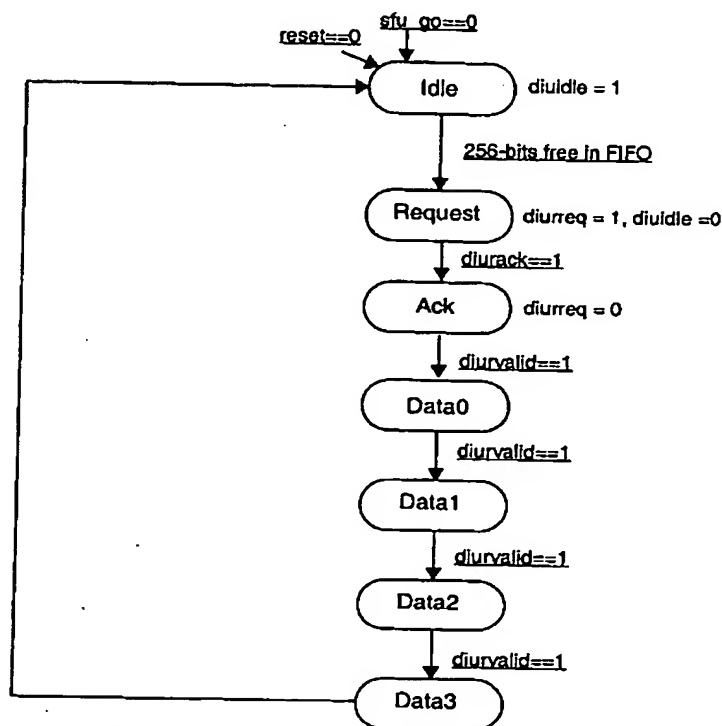 sfu_go==0
reset==0
Idle
diuidle = 1
256-bits free in FIFO
Request
diurreq = 1, diuidle =0
diurack==1
Ack
diurreq = 0
diurvalid==1
Data0
diurvalid==1
Data1
diurvalid==1
Data2
diurvalid==1
Data3